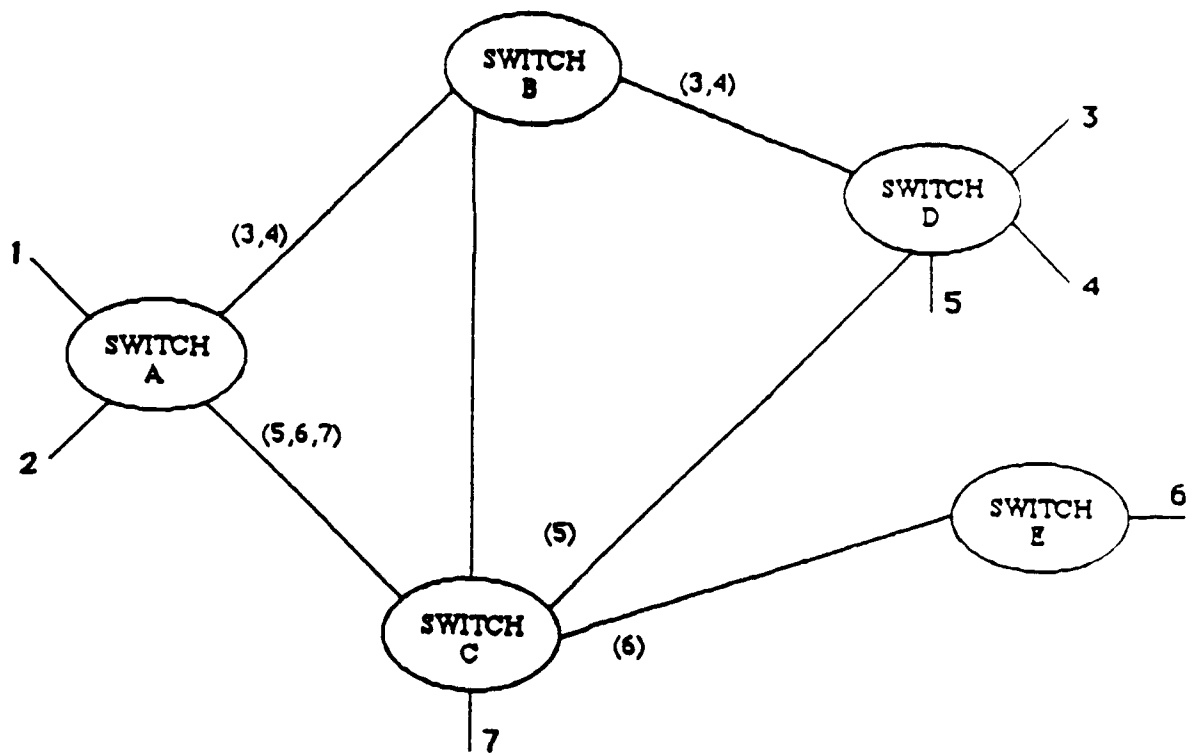 SWITCH
B
(3,4)
3
SWITCH
D
(3,4)
1
4
5
SWITCH
A
(5,6,7)
2
6
SWITCH
E
(5)
SWITCH
C
(6)
7